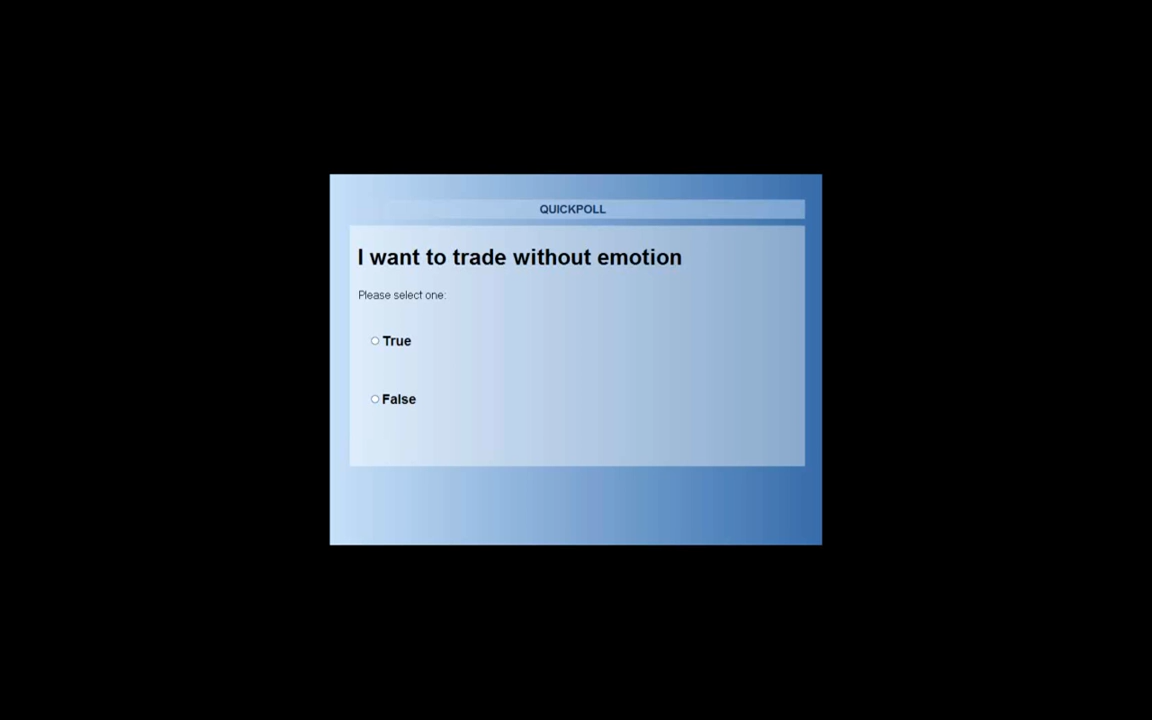 QUICKPOLL
I want to trade without emotion
Please select one:
True
False